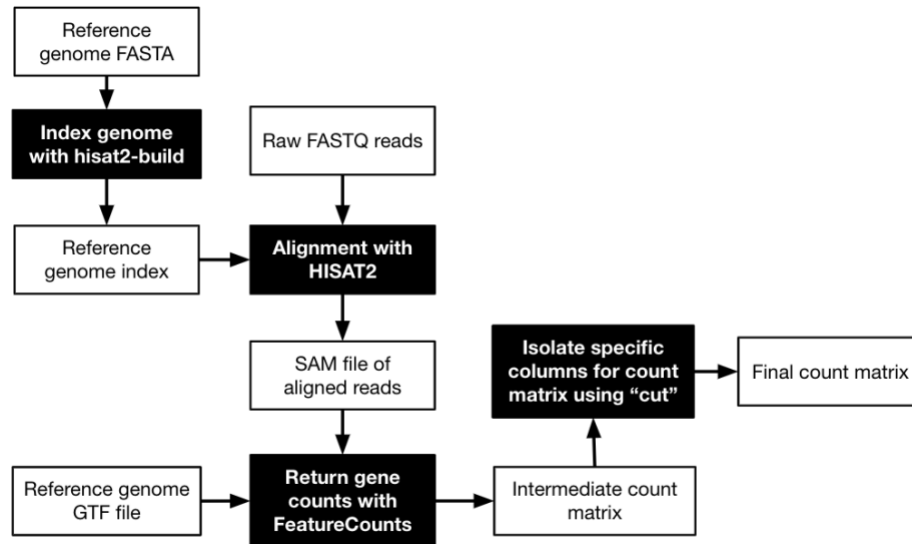 Reference
genome FASTA
Index genome
with hisat2-build
Raw FASTQ reads
Reference
genome index
Alignment with
HISAT2
SAM file of
aligned reads
Isolate specific
columns for count
matrix using “cut”
Final count matrix
Reference genome
GTF file
Return gene
counts with
FeatureCounts
Intermediate count
matrix